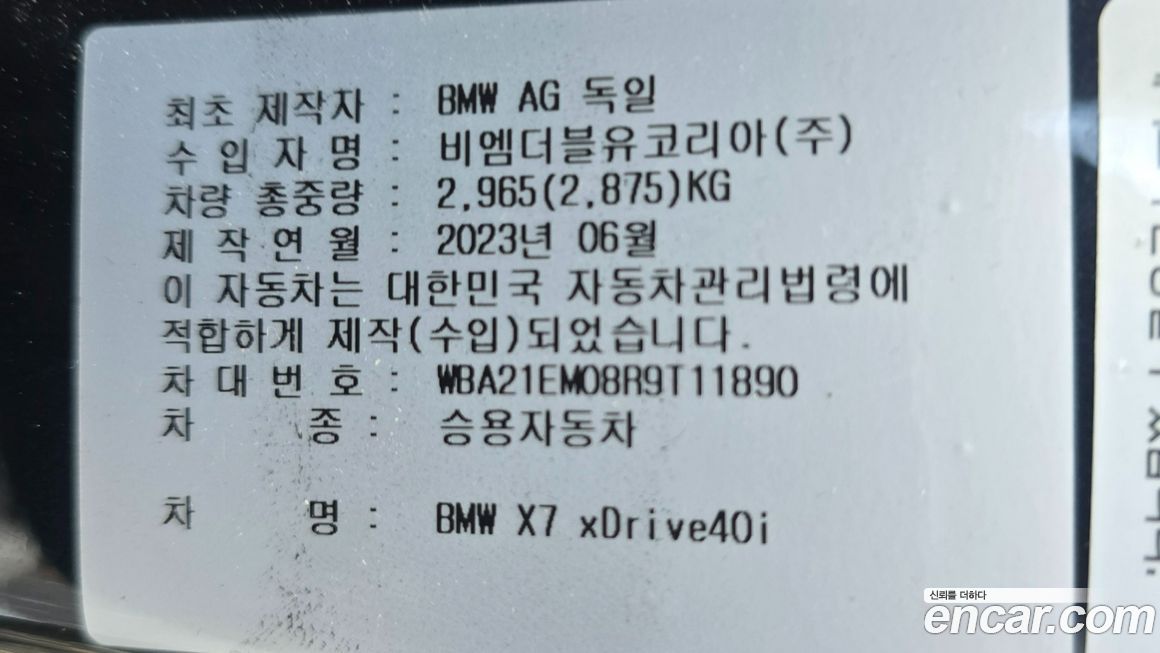 최초 제작자 : BMW AG 독일
수 입 자 명 : 비엠더블유코리아(주)
차량 총중량 : 2,965(2,875)KG
제 작 연 월 : 2023년 06월
이 자동차는 대한민국 자동차관리법령에
적합하게 제작(수입)되었습니다.
차 대 번 호 : WBA21EM08R9T11890
차 종 : 승용자동차
차 명 : BMW X7 xDrive40i
신뢰를 더하다
encar.com